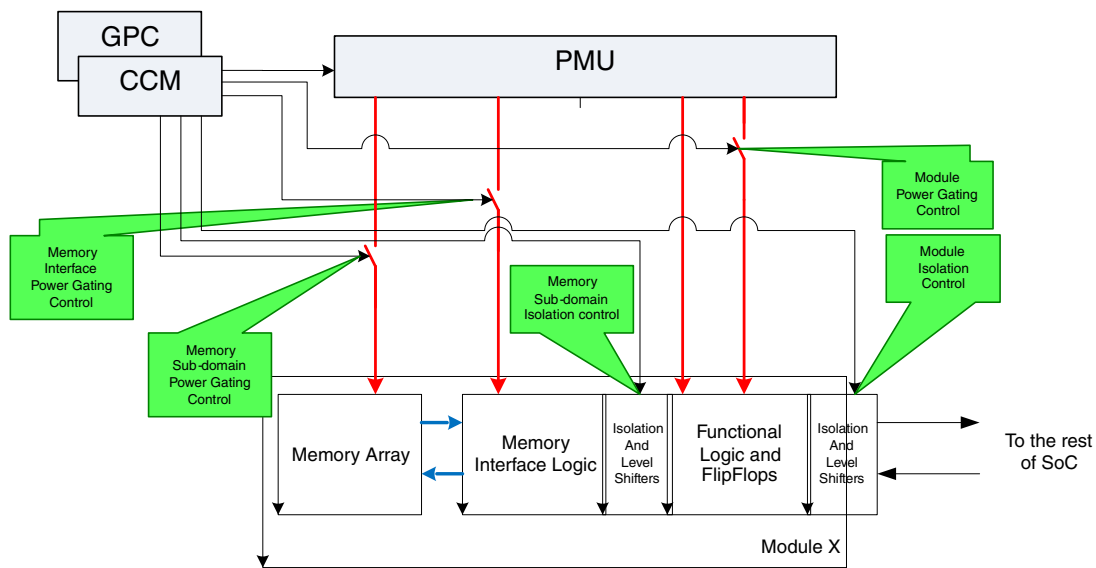 GPC
CCM
PMU
Module
Power Gating
Control
Memory
Interface
Power Gating
Control
Module
Isolation
Control
Memory
Sub-domain
Isolation control
Memory
Sub-domain
Power Gating
Control
Memory Array
Memory
Interface Logic
Isolation
And
Level
Shifters
Functional
Logic and
FlipFlops
Isolation
And
Level
Shifters
To the rest
of SoC
Module X